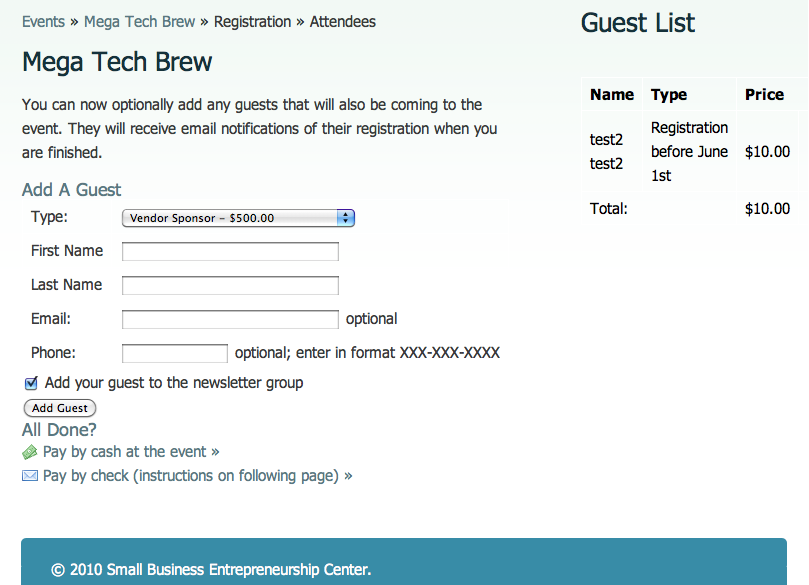 Events » Mega Tech Brew » Registration » Attendees
Mega Tech Brew
You can now optionally add any guests that will also be coming to the
event. They will receive email notifications of their registration when you
are finished.
Add A Guest
Type: Vendor Sponsor – $500.00
First Name
Last Name
Email: optional
Phone: optional; enter in format XXX-XXX-XXXX
Add your guest to the newsletter group
Add Guest
All Done?
Pay by cash at the event »
Pay by check (instructions on following page) »
Guest List
Name Type Price
test2
test2
Registration
before June
1st
$10.00
Total: $10.00
© 2010 Small Business Entrepreneurship Center.